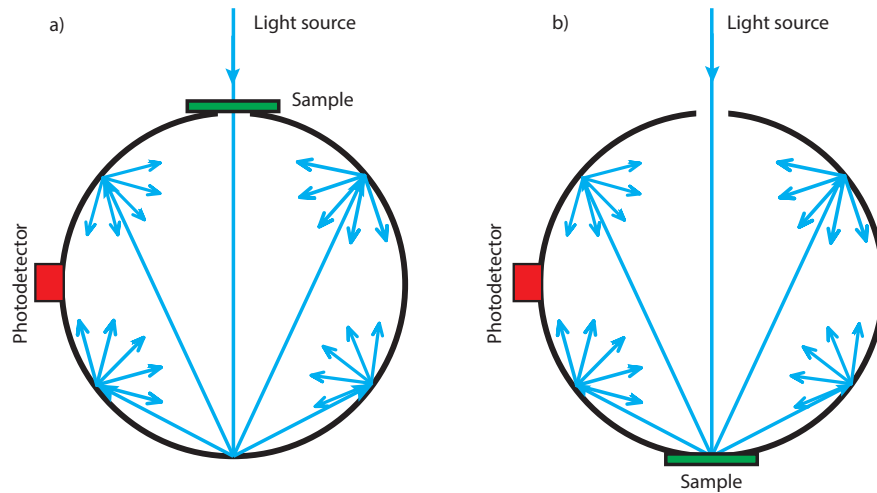 a)
Light source
Sample
Photodetector
b)
Light source
Photodetector
Sample